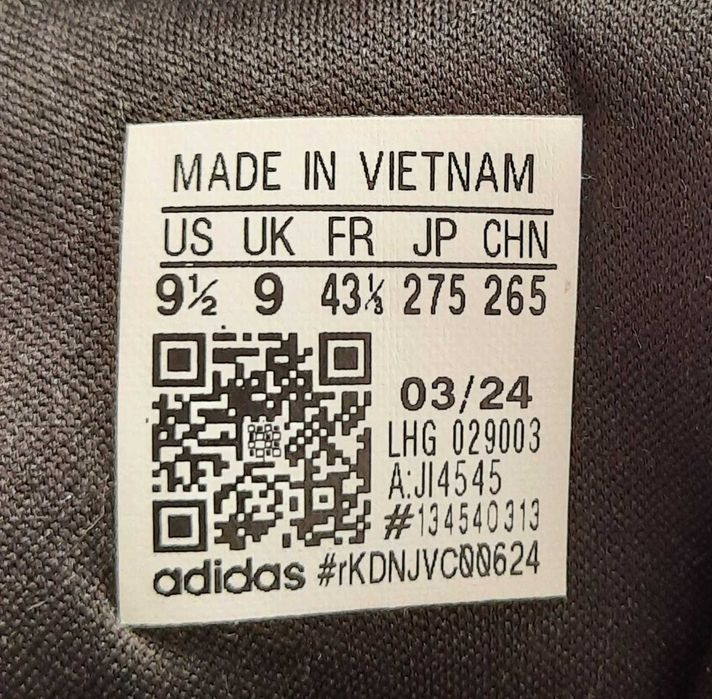 MADE IN VIETNAM
US UK FR JP CHN
9½ 9 43⅓ 275 265
03/24
LHG 029003
A:JI4545
#134540313
adidas #rKDNJVC00624